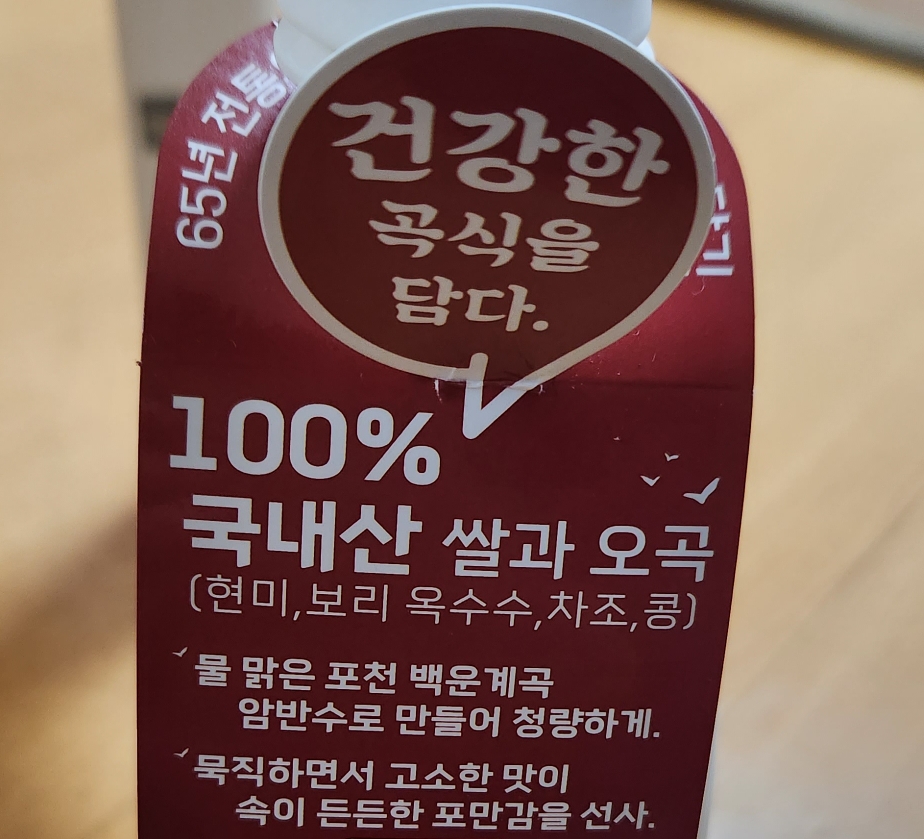 65년 전통
건강한
곡식을
담다.
100%
국내산 쌀과 오곡
(현미,보리 옥수수,차조,콩)
물 맑은 포천 백운계곡
암반수로 만들어 청량하게.
묵직하면서 고소한 맛이
속이 든든한 포만감을 선사.